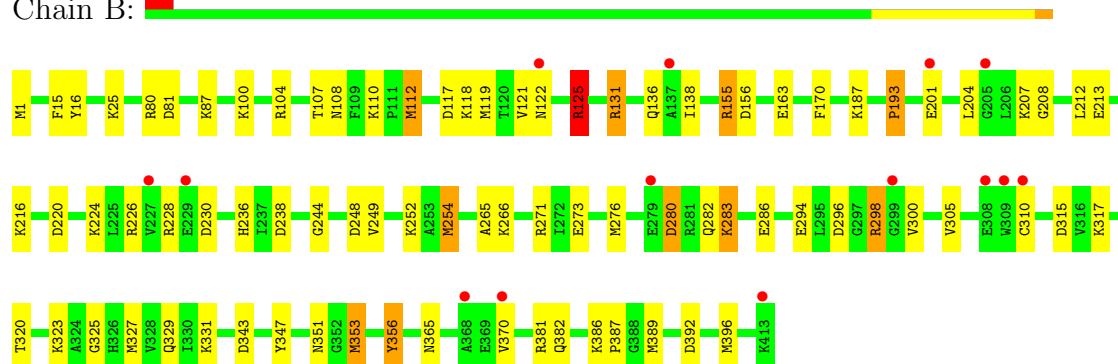 Chain B:
M1 F15 Y16 K25 R80 D81 K87 K100 R104 T107 N108 F109 K110 P111 M112 D117 K118 M119 T120 V121 N122 R125 R131 Q136 A137 I138 R155 D156 E163 F170 K187 P193 E201 L204 G205 L206 K207 G208 L212 E213
K216 D220 K224 L225 R226 V227 R228 E229 D230 H236 I237 D238 G244 D248 V249 K252 A253 M254 A265 K266 R271 I272 E273 M276 E279 D280 R281 Q282 K283 E286 E294 L295 D296 G297 R298 G299 V300 V305 E308 W309 C310 D315 V316 K317
T320 K323 A324 G325 H326 M327 V328 Q329 I330 K331 D343 Y347 N351 G352 M353 Y356 N365 A368 E369 V370 R381 Q382 K386 P387 G388 M389 D392 M396 K413